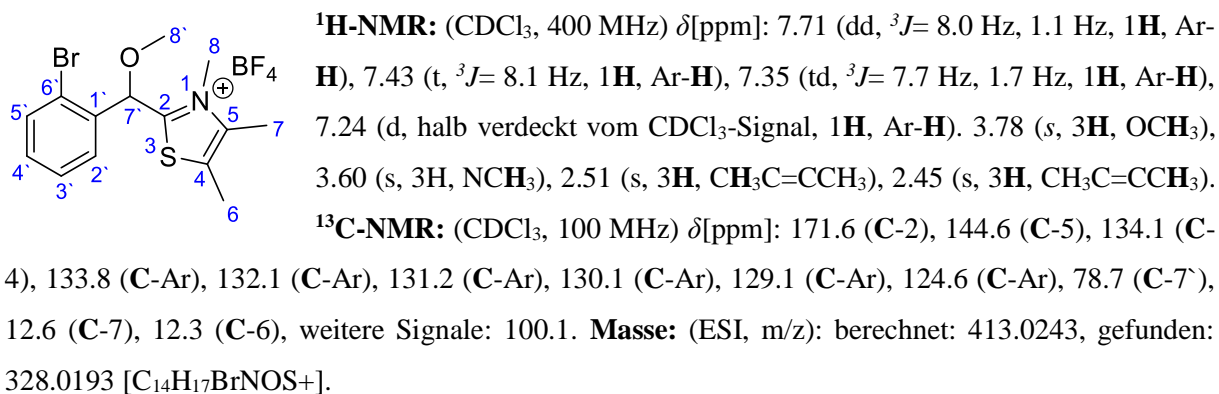 Br
O
8`
8
N
1
+
BF4
6`
1`
5`
7`
2
5
7
3
S
4
4`
2`
3`
6
¹H-NMR: (CDCl₃, 400 MHz) δ[ppm]: 7.71 (dd, ³J= 8.0 Hz, 1.1 Hz, 1H, Ar-
H), 7.43 (t, ³J= 8.1 Hz, 1H, Ar-H), 7.35 (td, ³J= 7.7 Hz, 1.7 Hz, 1H, Ar-H),
7.24 (d, halb verdeckt vom CDCl₃-Signal, 1H, Ar-H). 3.78 (s, 3H, OCH₃),
3.60 (s, 3H, NCH₃), 2.51 (s, 3H, CH₃C=CCH₃), 2.45 (s, 3H, CH₃C=CCH₃).
¹³C-NMR: (CDCl₃, 100 MHz) δ[ppm]: 171.6 (C-2), 144.6 (C-5), 134.1 (C-
4), 133.8 (C-Ar), 132.1 (C-Ar), 131.2 (C-Ar), 130.1 (C-Ar), 129.1 (C-Ar), 124.6 (C-Ar), 78.7 (C-7`),
12.6 (C-7), 12.3 (C-6), weitere Signale: 100.1. Masse: (ESI, m/z): berechnet: 413.0243, gefunden:
328.0193 [C₁₄H₁₇BrNOS+].